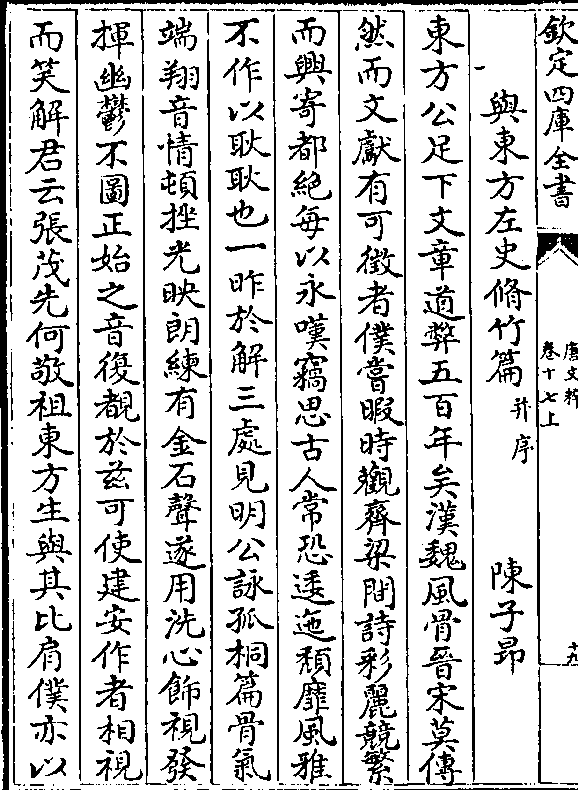 欽定四庫全書
唐文粹
卷十七上
十九
與東方左史脩竹篇 并序 陳子昂
東方公足下文章道弊五百年矣漢魏風骨晉宋莫傳
然而文獻有可徴者僕嘗暇時觀齊梁間詩彩麗競繁
而興寄都絶每以永嘆竊思古人常恐逶迤頽靡風雅
不作以耿耿也一昨於解三處見明公詠孤桐篇骨氣
端翔音情頓挫光映朗練有金石聲遂用洗心飾視發
揮幽鬱不圖正始之音復覩於兹可使建安作者相視
而笑解君云張茂先何敬祖東方生與其比肩僕亦以